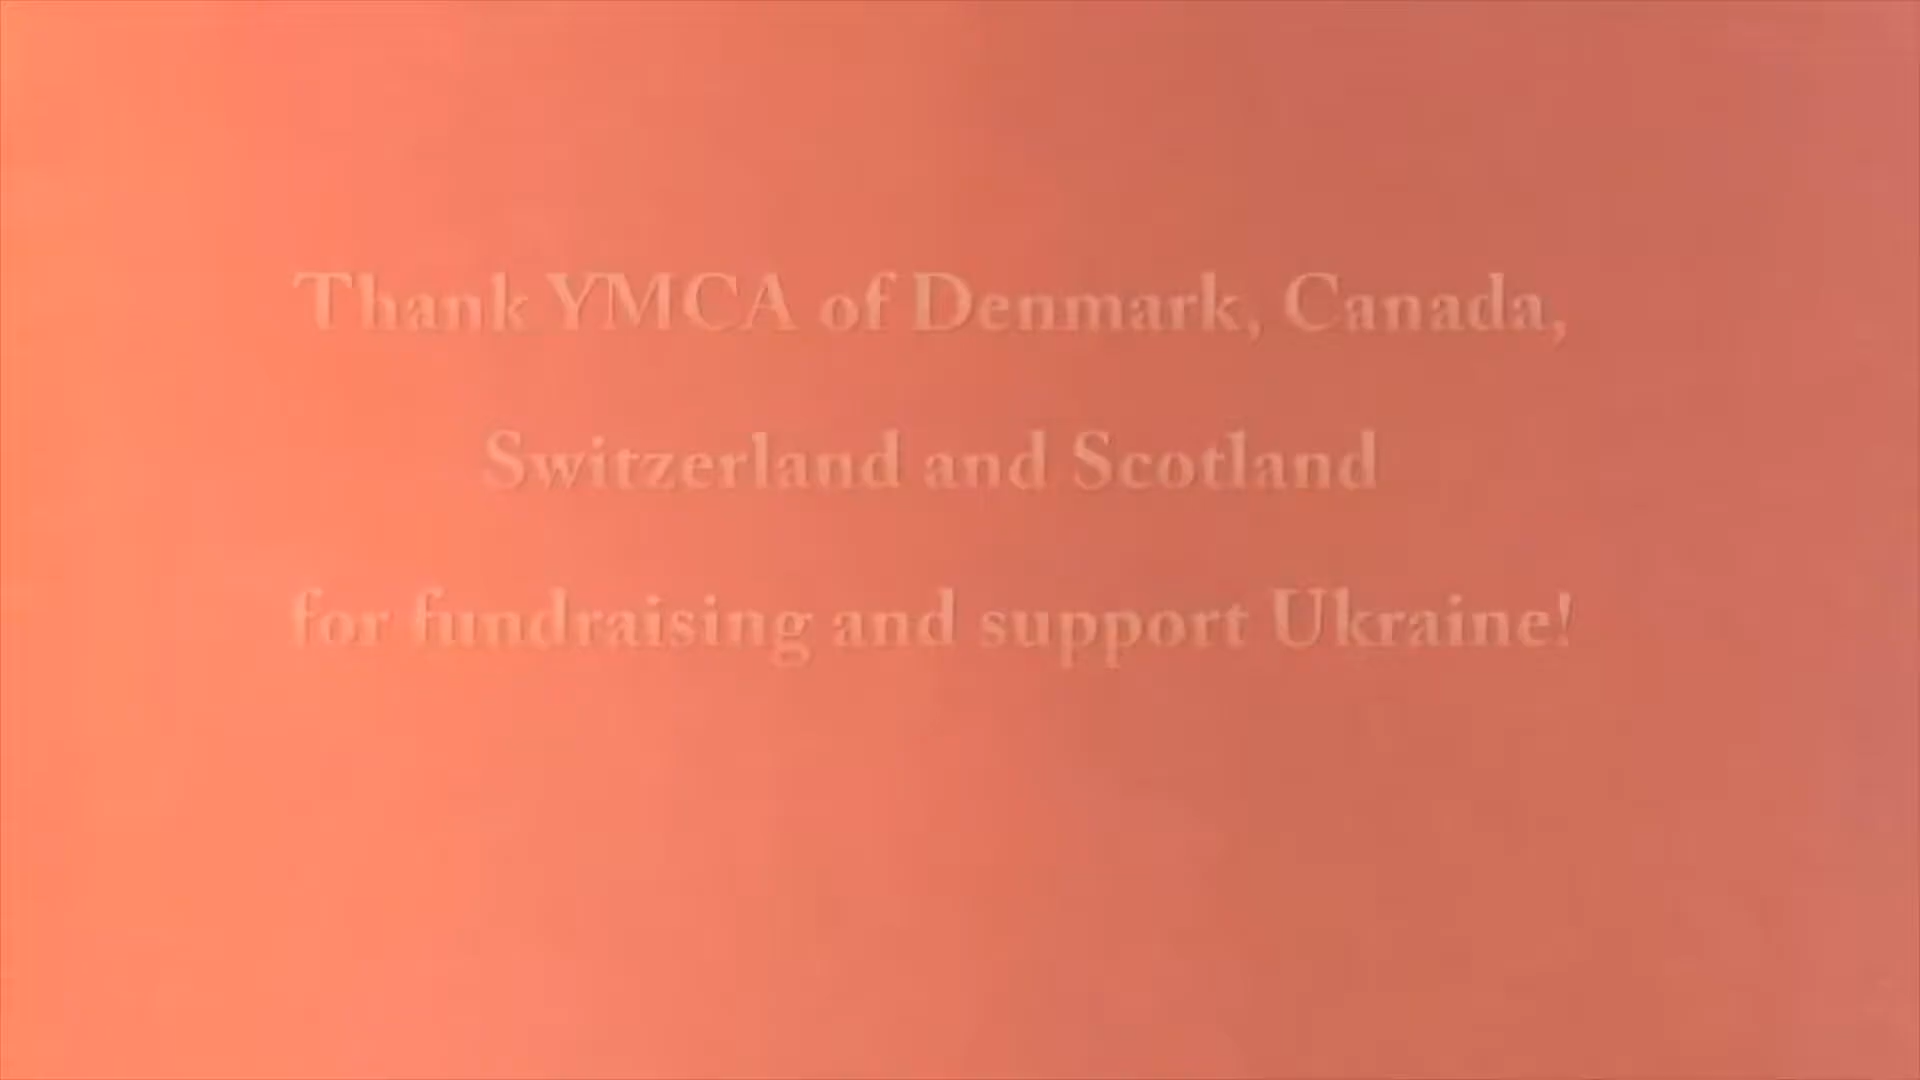 Thank YMCA of Denmark, Canada,
Switzerland and Scotland
for fundraising and support Ukraine!